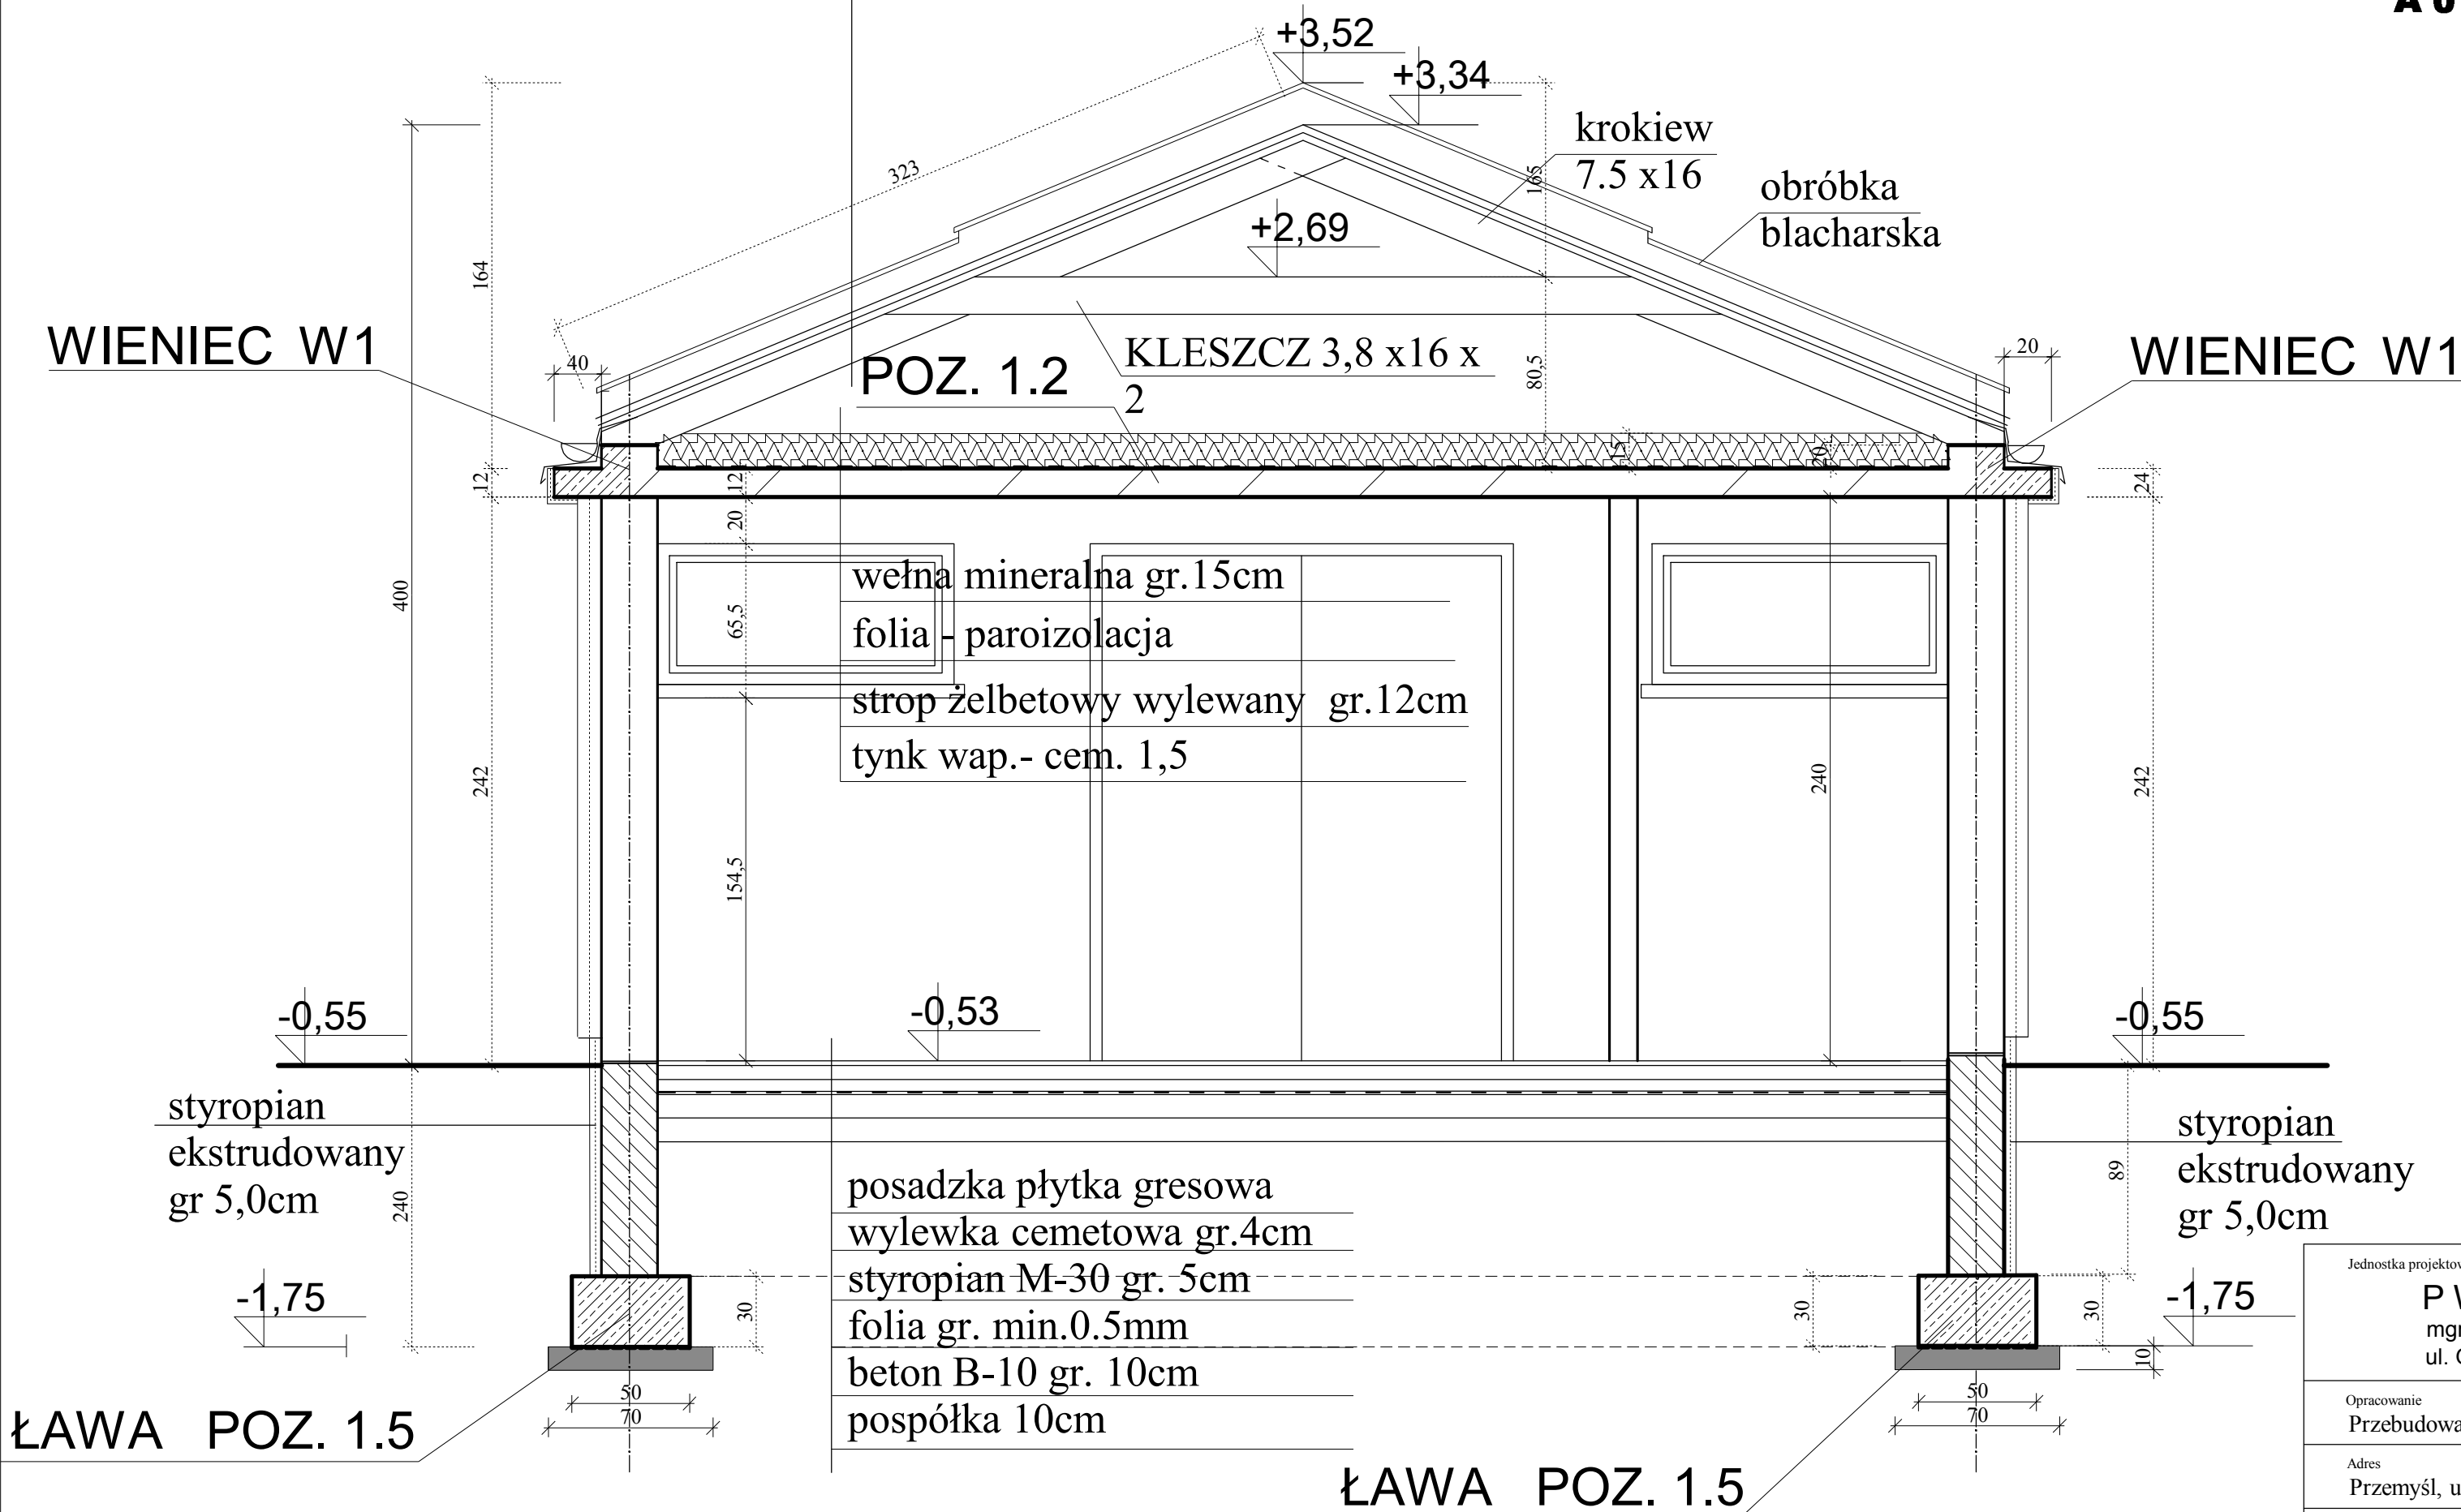 +3,52
+3,34
krokiew
7.5 x16
obróbka
blacharska
323
165
164
+2,69
WIENIEC W1
WIENIEC W1
40
20
POZ. 1.2
KLESZCZ 3,8 x16 x
2
80,5
15
20
12
12
24
20
400
65,5
wełna mineralna gr.15cm
folia - paroizolacja
strop żelbetowy wylewany gr.12cm
tynk wap.- cem. 1,5
242
240
242
154,5
-0,55
-0,53
-0,55
styropian
ekstrudowany
gr 5,0cm
240
89
styropian
ekstrudowany
gr 5,0cm
posadzka płytka gresowa
wylewka cemetowa gr.4cm
styropian M-30 gr. 5cm
folia gr. min.0.5mm
beton B-10 gr. 10cm
pospółka 10cm
-1,75
30
30
30
-1,75
10
50
70
50
70
ŁAWA POZ. 1.5
ŁAWA POZ. 1.5
Jednostka
P
mgr
ul.
Opracowanie
Adres
Przemyśl,